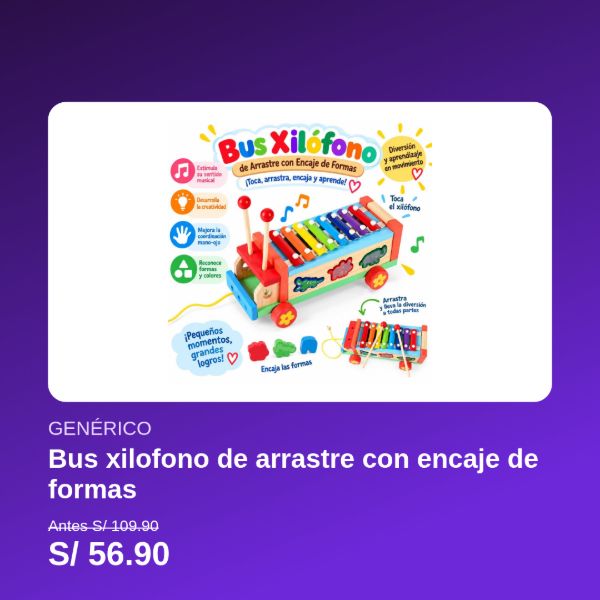 Bus Xilófono
de Arrastre con Encaje de Formas
¡Toca, arrastra, encaja y aprende!
Diversión
y aprendizaje
en movimiento
Estimula
su sentido
musical
Desarrolla
la creatividad
Mejora la
coordinación
mano-ojo
Reconoce
formas
y colores
Toca
el xilófono
Arrastra
y lleva la diversión
a todas partes
¡Pequeños
momentos,
grandes
logros!
Encaja las formas
GENÉRICO
Bus xilofono de arrastre con encaje de
formas
Antes S/ 109.90
S/ 56.90